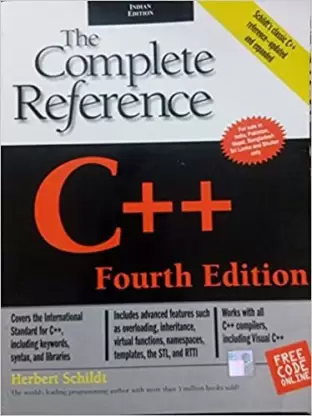 INDIAN
EDITION
The
Complete
Reference
Schildt's classic C++
reference—updated
and expanded
For sale in
India, Pakistan,
Nepal, Bangladesh
Sri Lanka and Bhutan
only
C++
Fourth Edition
Covers the International
Standard for C++,
including keywords,
syntax, and libraries
Includes advanced features such
as overloading, inheritance,
virtual functions, namespaces,
templates, the STL, and RTTI
Works with all
C++ compilers,
including Visual C++
FREE
CODE
ONLINE
Herbert Schildt
The world's leading programming author with more than 3 million books sold!